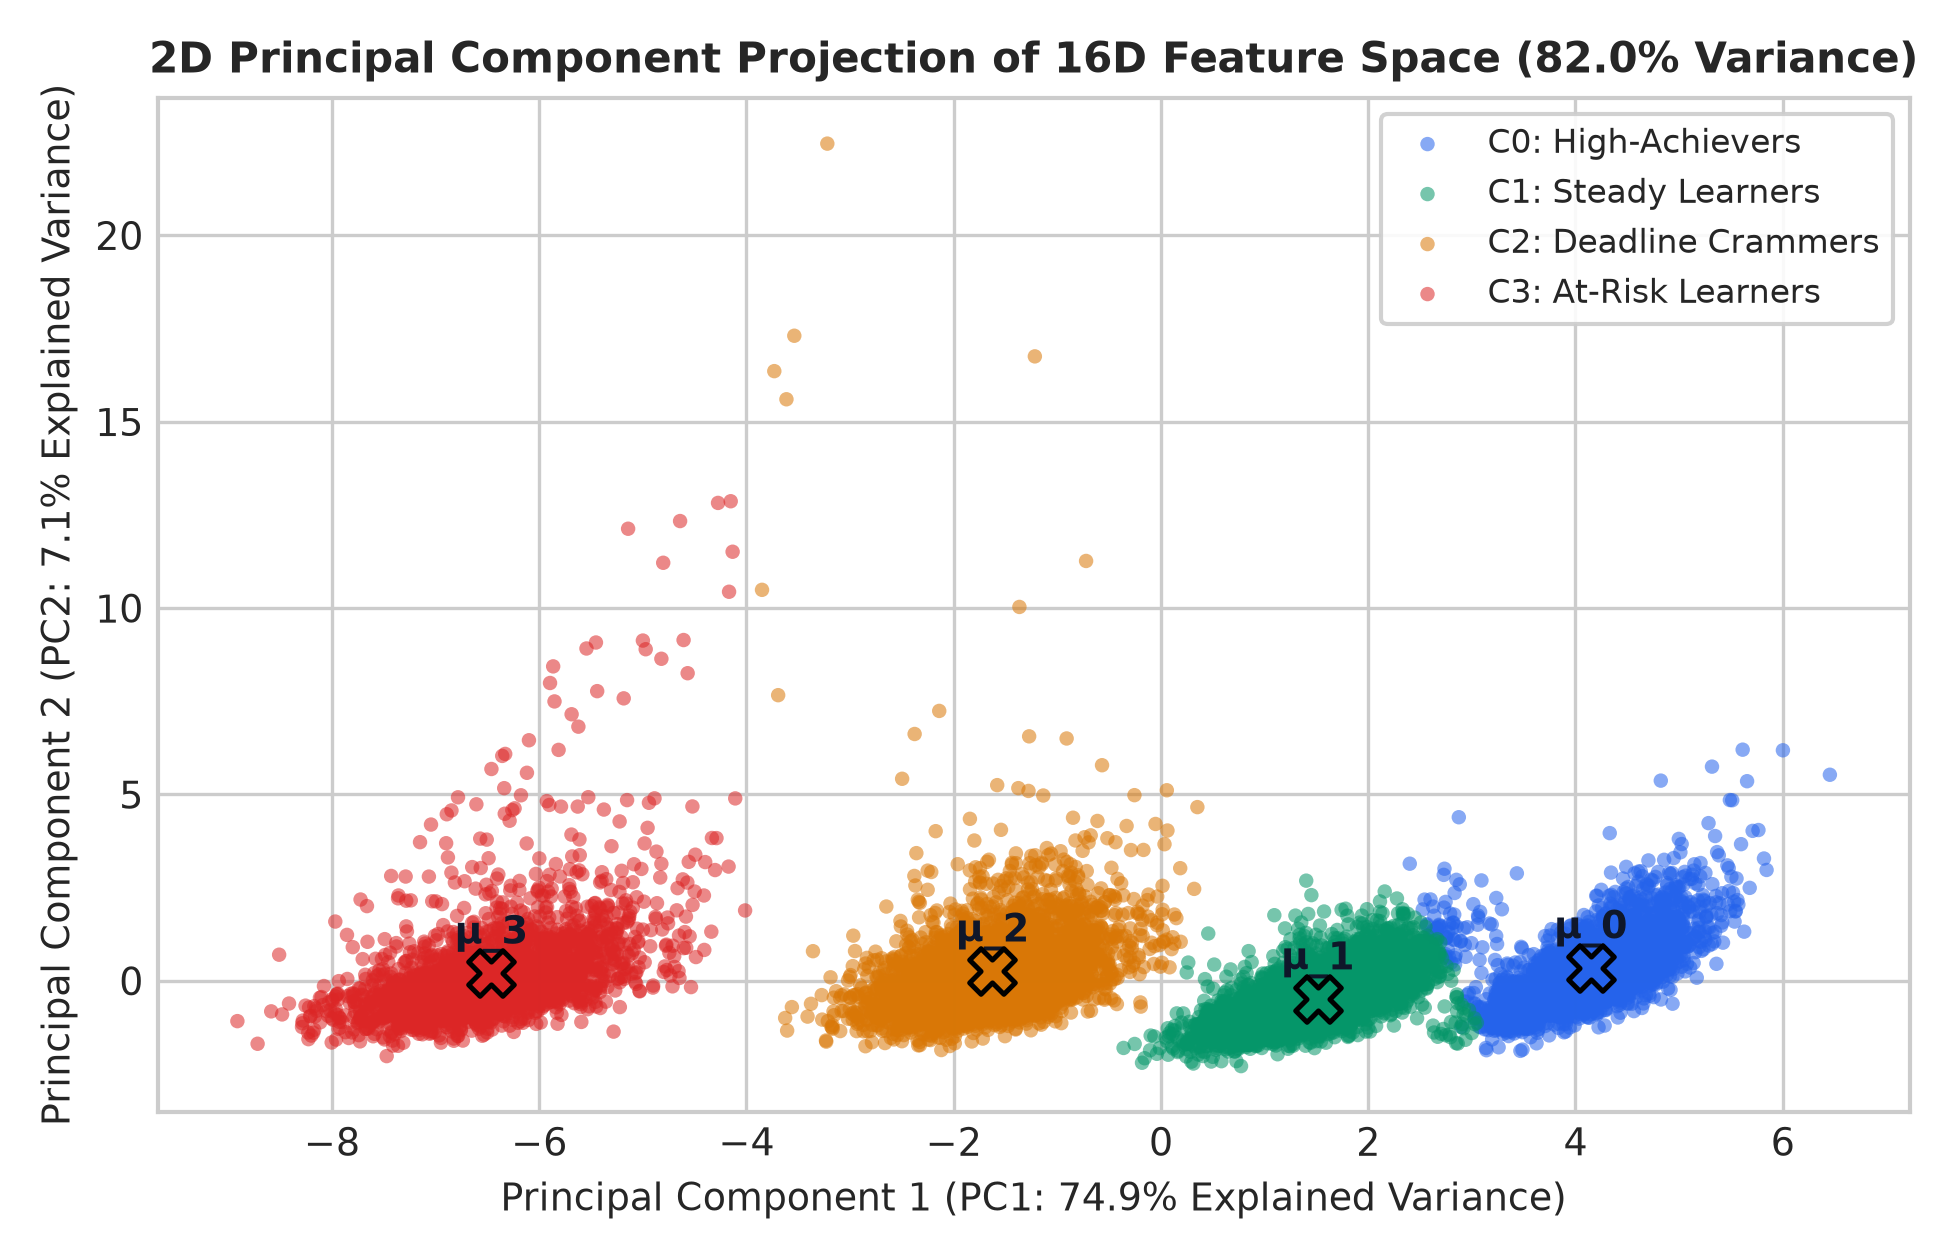 2D Principal Component Projection of 16D Feature Space (82.0% Variance)
C0: High-Achievers
C1: Steady Learners
C2: Deadline Crammers
C3: At-Risk Learners
Principal Component 2 (PC2: 7.1% Explained Variance)
20
15
10
5
0
μ_3
μ_2
μ_1
μ_0
−8
−6
−4
−2
0
2
4
6
Principal Component 1 (PC1: 74.9% Explained Variance)